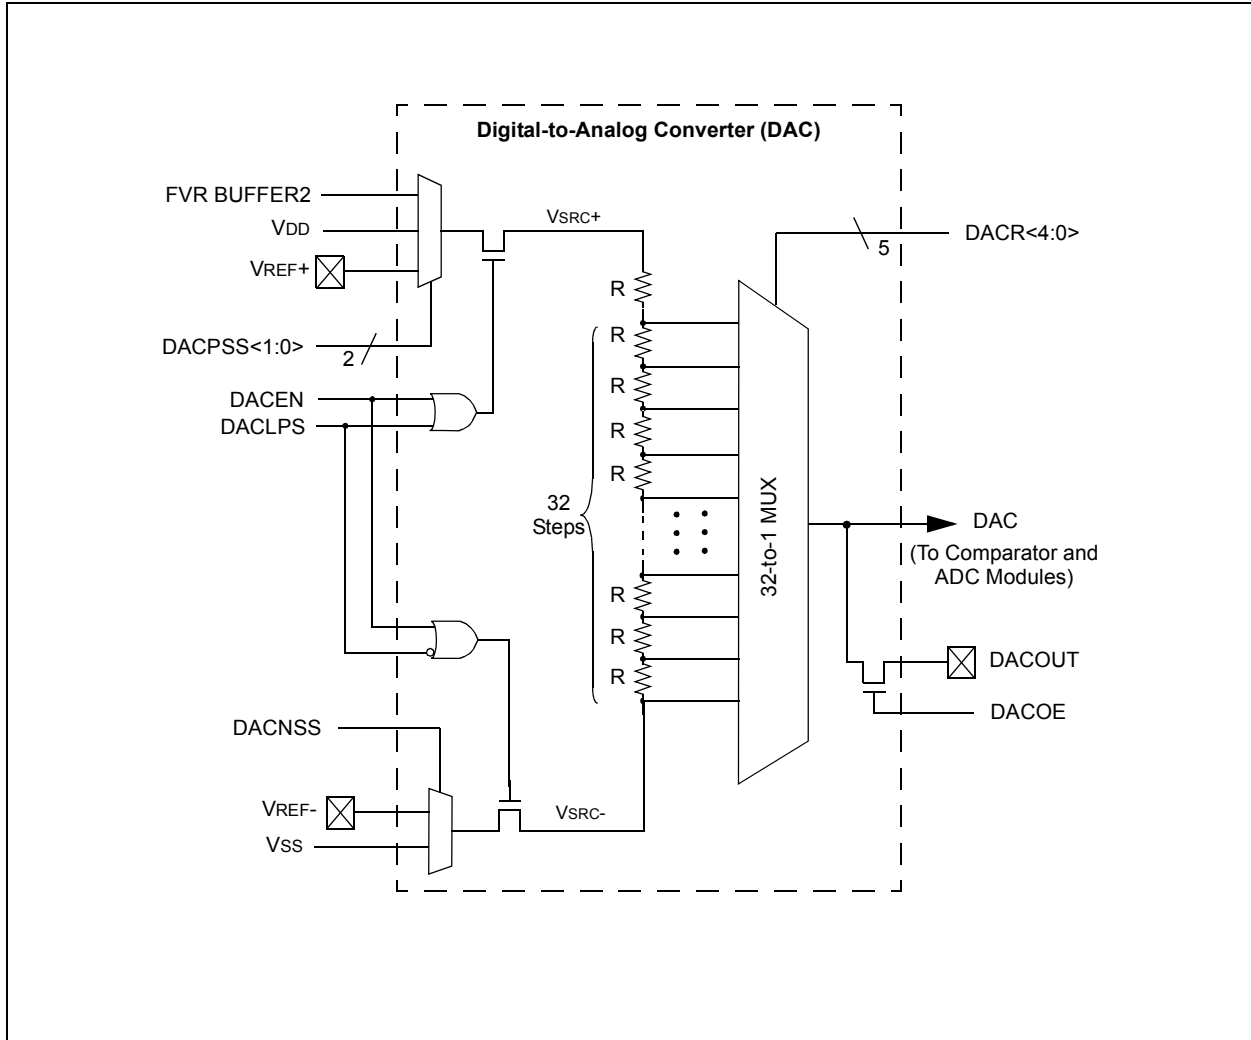 Digital-to-Analog Converter (DAC)
FVR BUFFER2
VDD
VREF+
DACPSS<1:0>
2
DACEN
DACLPS
VSRC+
R
R
R
R
R
32
Steps
R
R
R
DACNSS
VREF-
VSS
VSRC-
32-to-1 MUX
5
DACR<4:0>
DAC
(To Comparator and
ADC Modules)
DACOUT
DACOE